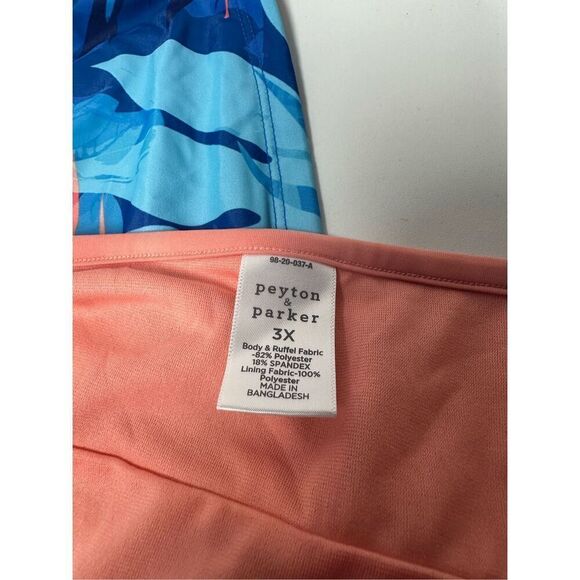 98-20-037-A
peyton
&
parker
3X
Body & Ruffel Fabric
-82% Polyester
18% SPANDEX
Lining Fabric-100%
Polyester
MADE IN
BANGLADESH